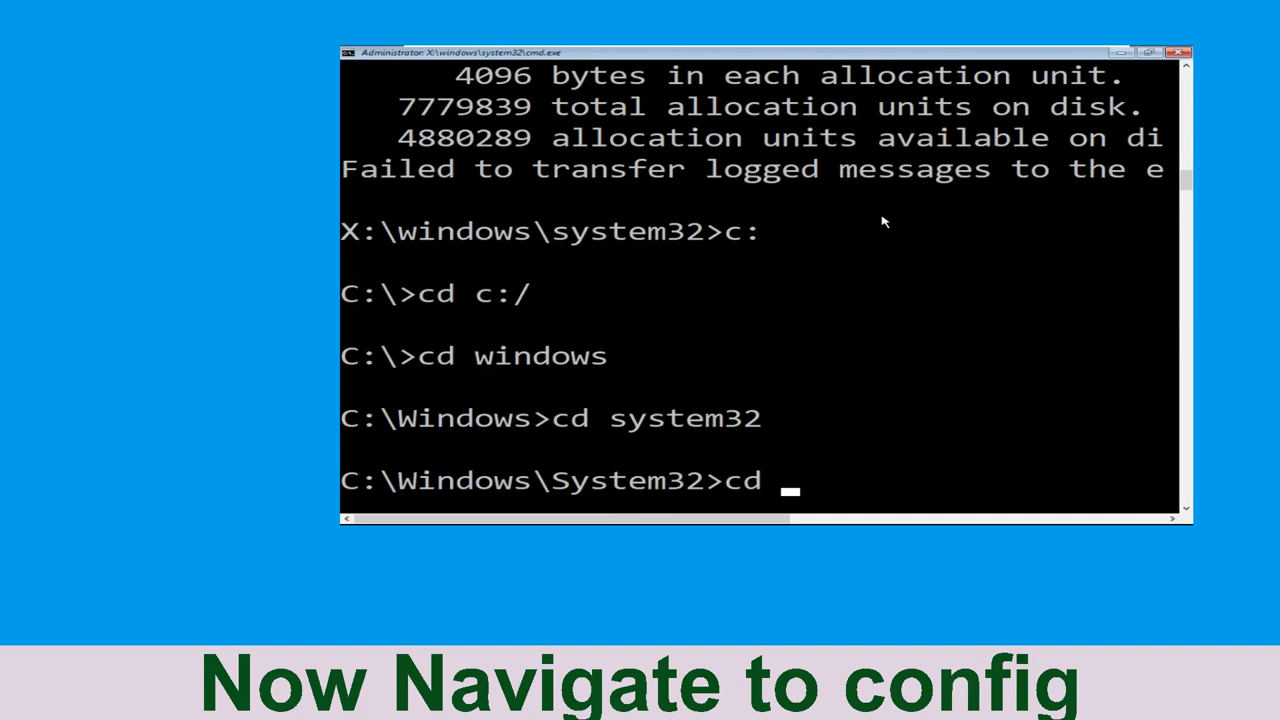 Administrator: X:\windows\system32\cmd.exe
4096 bytes in each allocation unit.
7779839 total allocation units on disk.
4880289 allocation units available on di
Failed to transfer logged messages to the e
X:\windows\system32>c:
C:\>cd c:/
C:\>cd windows
C:\Windows>cd system32
C:\Windows\System32>cd
Now Navigate to config